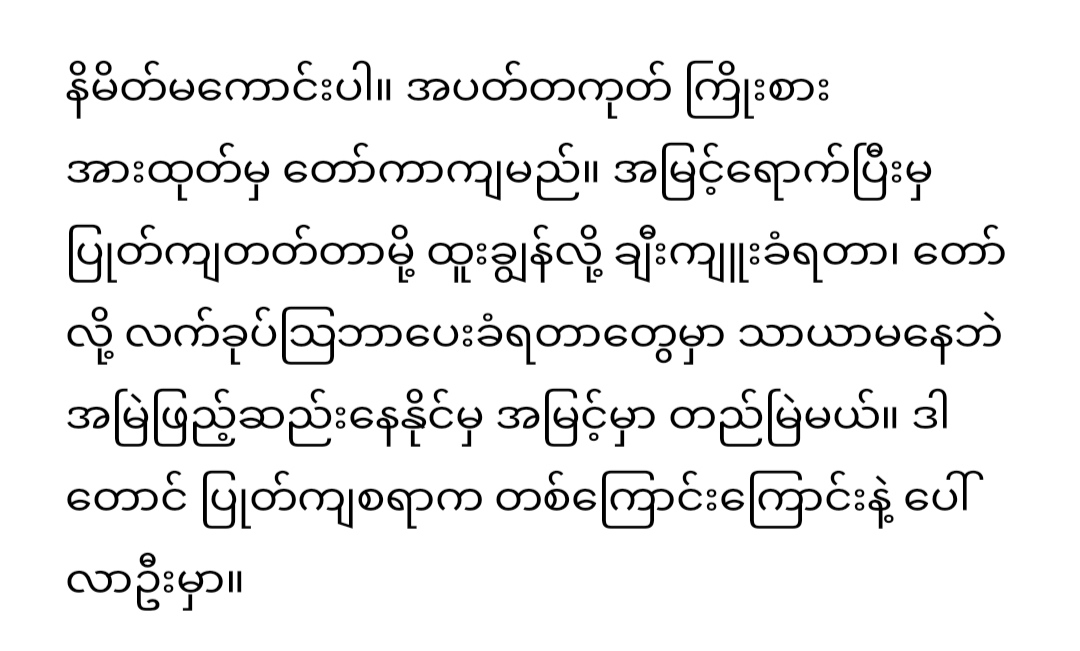 နိမိတ်မကောင်းပါ။ အပတ်တကုတ် ကြိုးစား
အားထုတ်မှ တော်ကာကျမည်။ အမြင့်ရောက်ပြီးမှ
ပြုတ်ကျတတ်တာမို့ ထူးချွန်လို့ ချီးကျူးခံရတာ၊ တော်
လို့ လက်ခုပ်ဩဘာပေးခံရတာတွေမှာ သာယာမနေဘဲ
အမြဲဖြည့်ဆည်းနေနိုင်မှ အမြင့်မှာ တည်မြဲမယ်။ ဒါ
တောင် ပြုတ်ကျစရာက တစ်ကြောင်းကြောင်းနဲ့ ပေါ်
လာဦးမှာ။